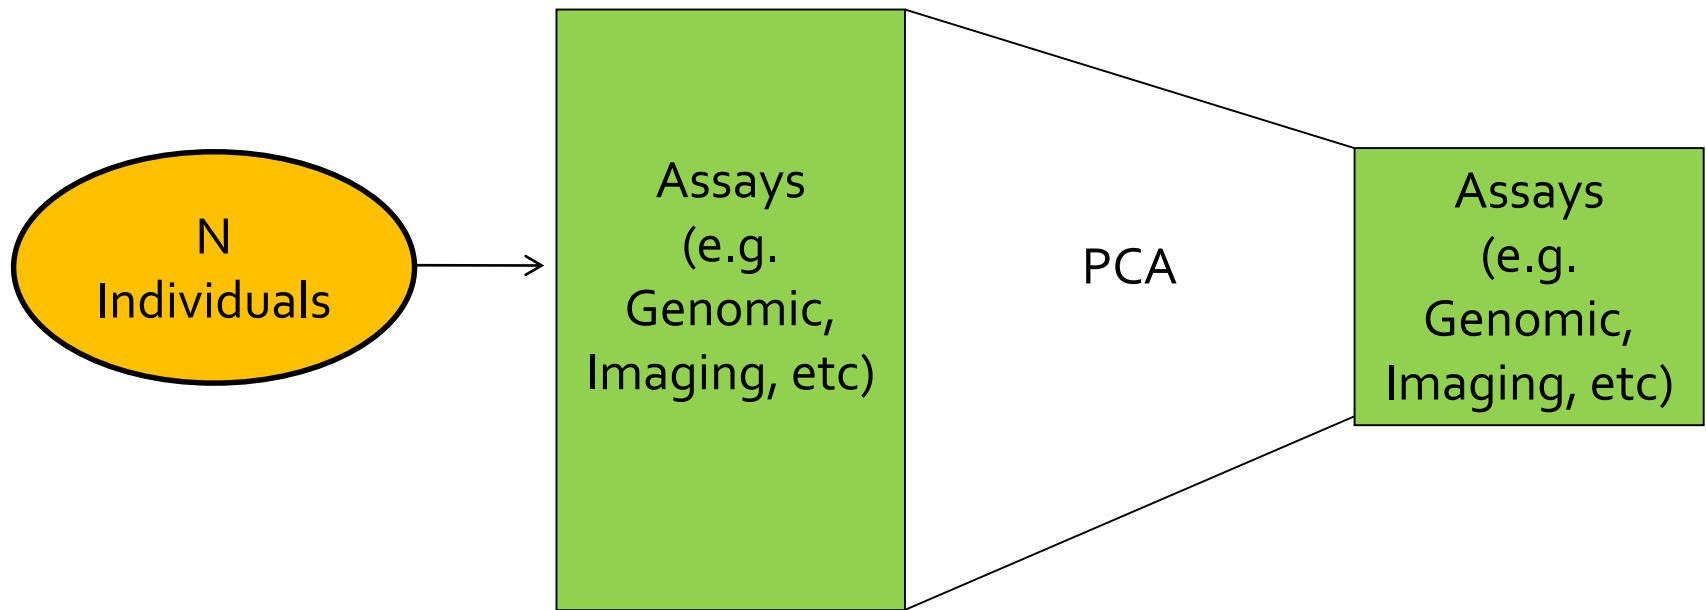 N
Individuals
Assays
(e.g.
Genomic,
Imaging, etc)
PCA
Assays
(e.g.
Genomic,
Imaging, etc)